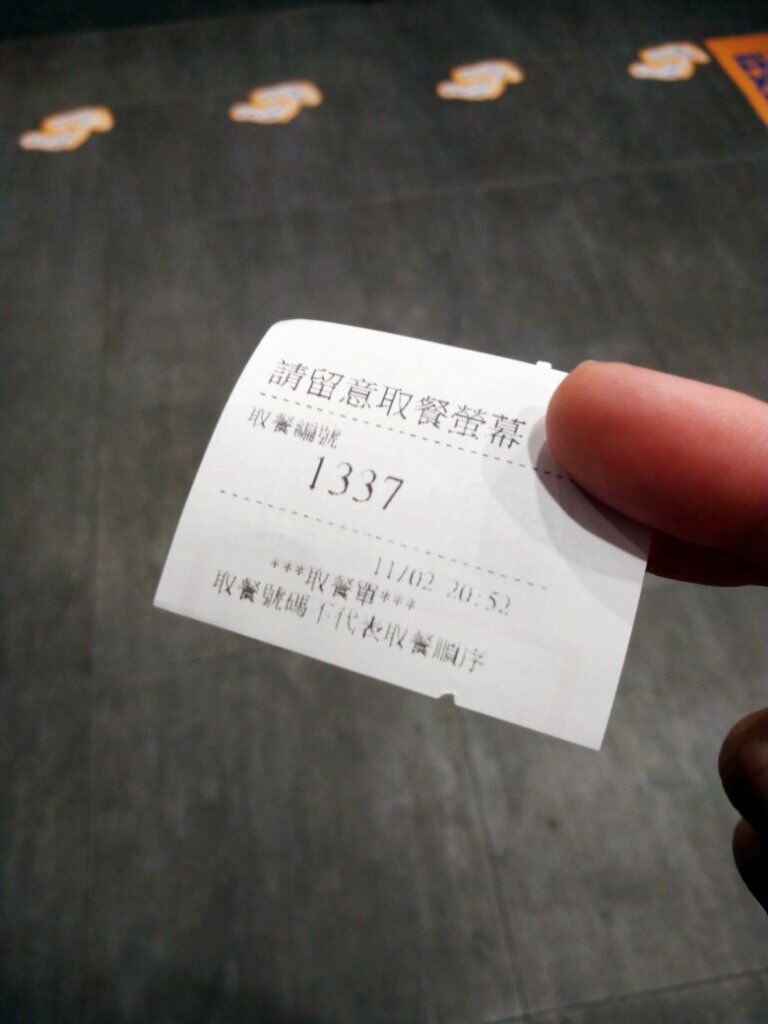 請留意取餐螢幕
取餐編號
1337
11/02 20:52
***取餐單***
取餐號碼不代表取餐順序